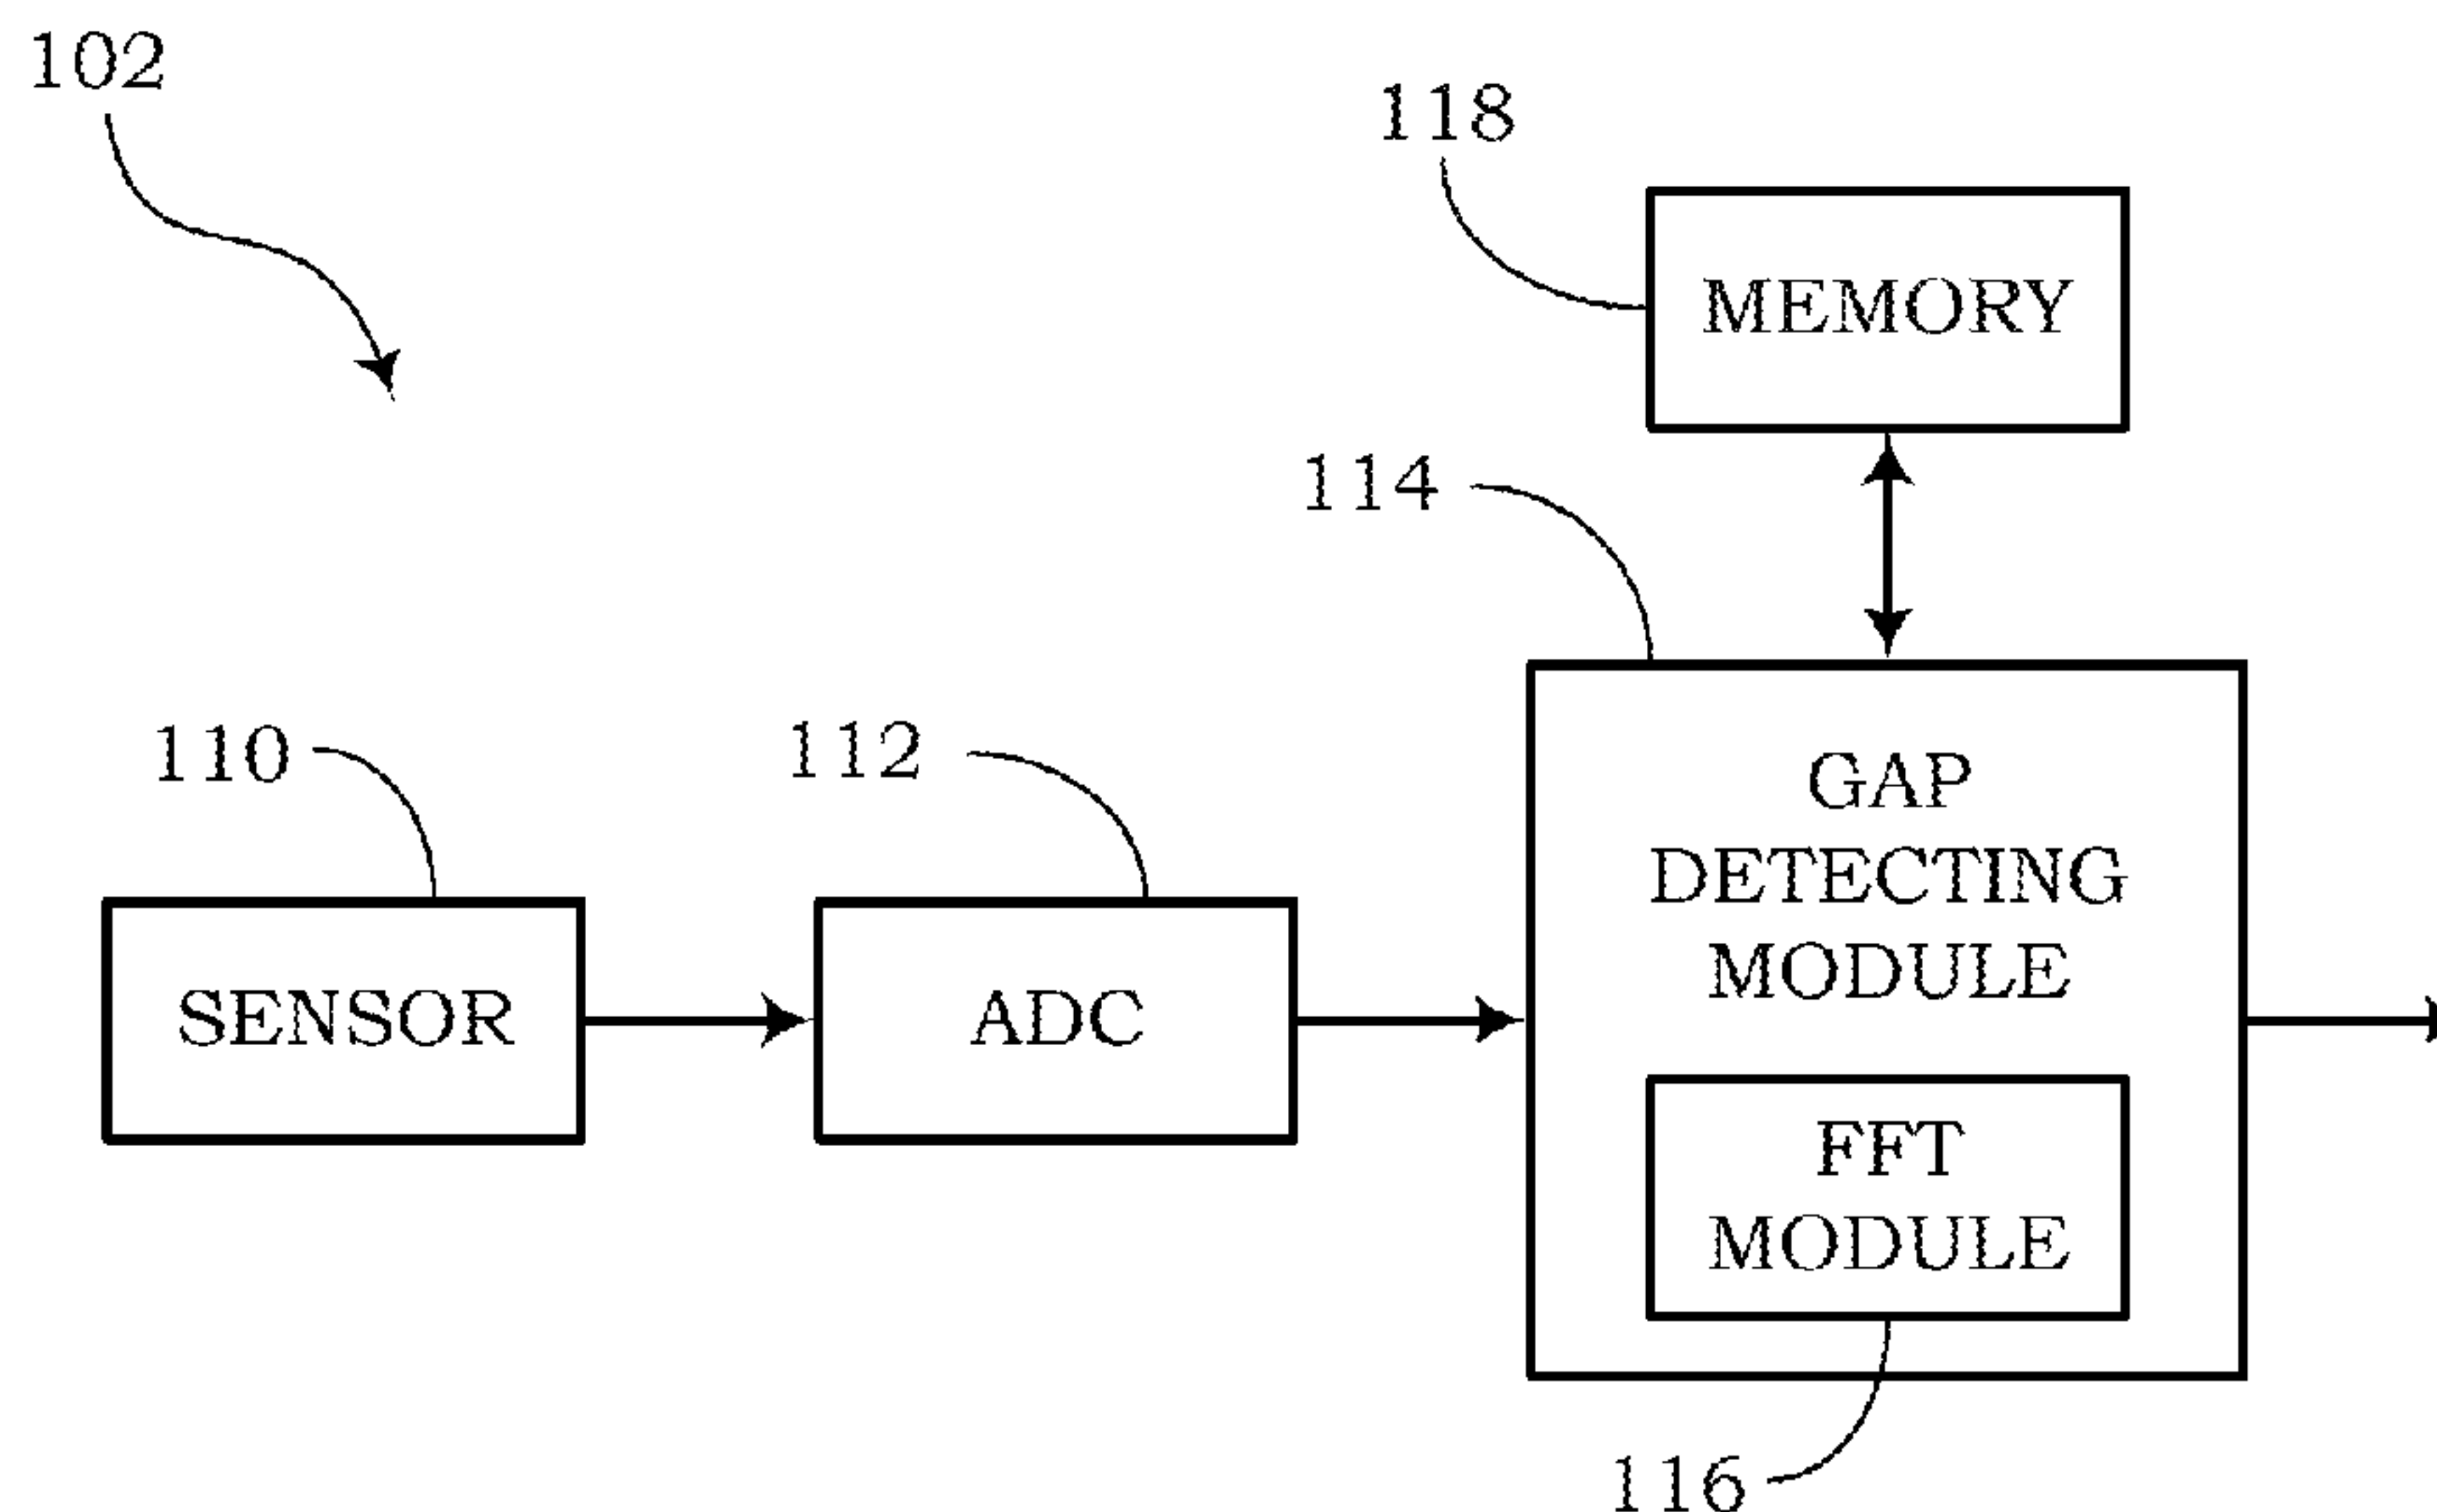 102
118
MEMORY
114
110
112
GAP
DETECTING
MODULE
SENSOR
ADC
FFT
MODULE
116